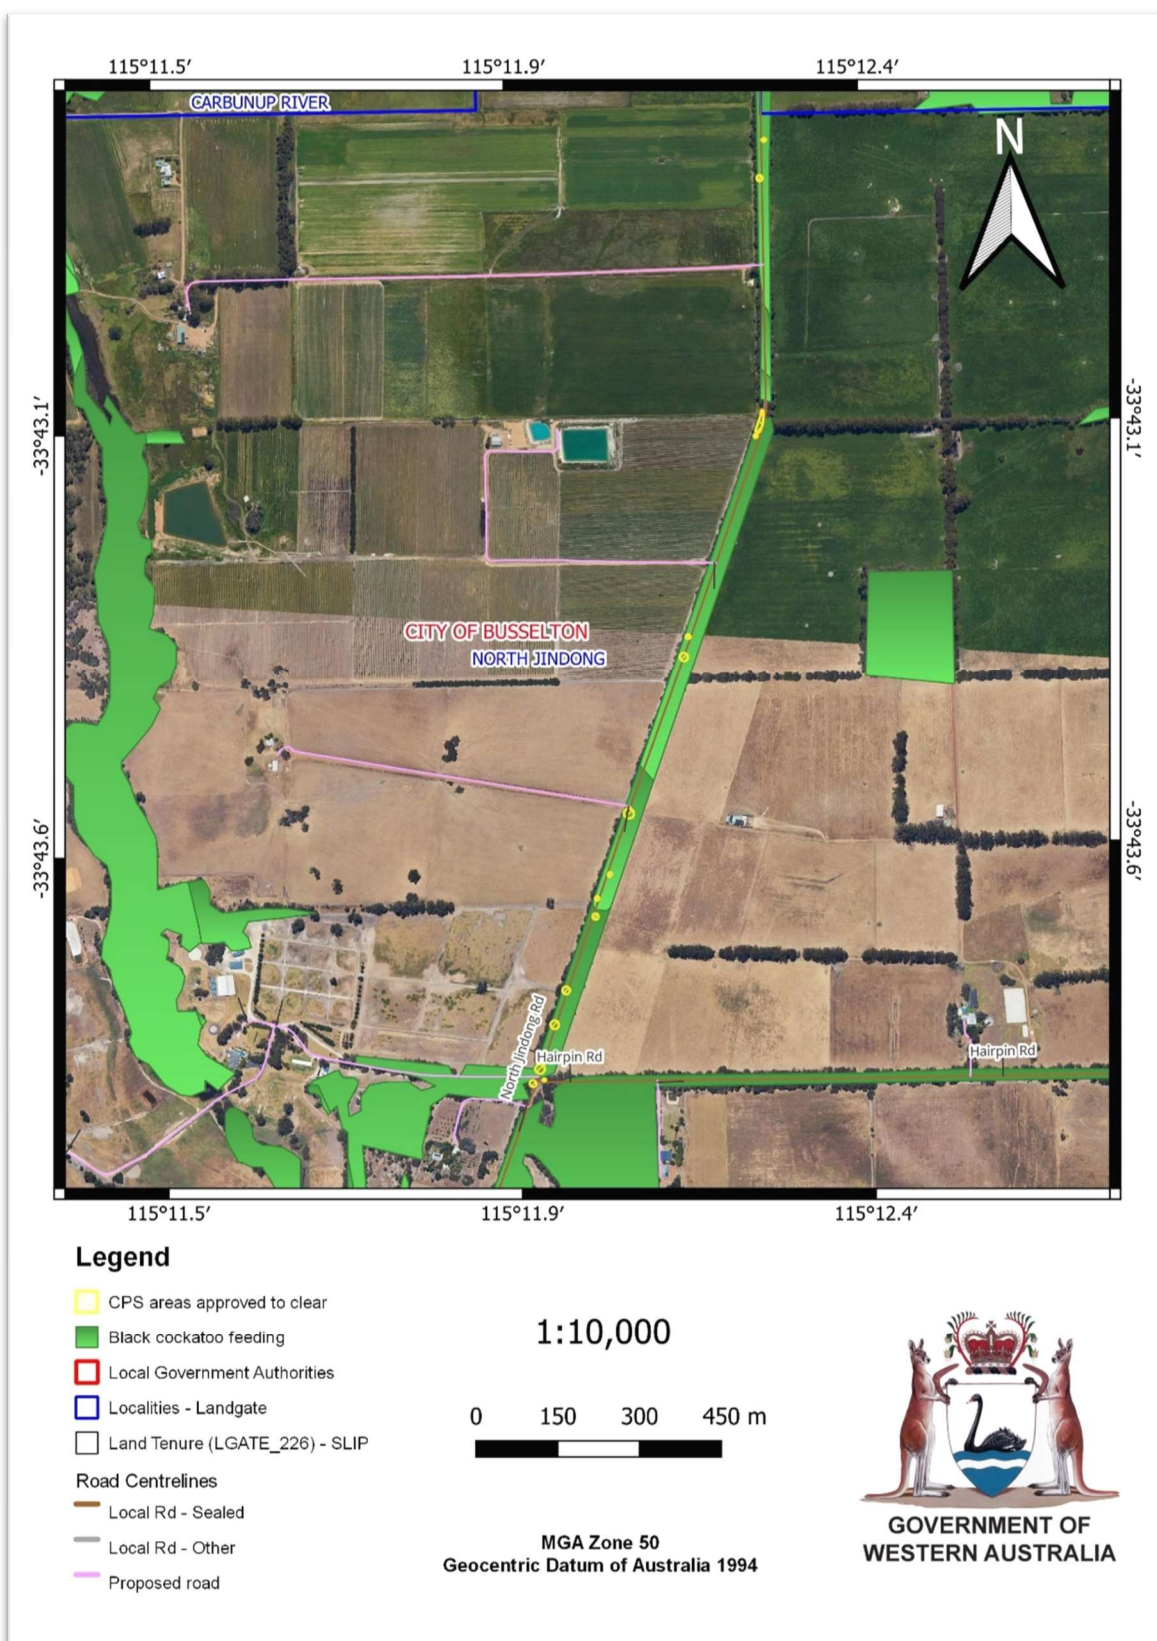 115°11.5′
115°11.9′
115°12.4′
CARBUNUP RIVER
N
-33°43.1′
-33°43.1′
CITY OF BUSSELTON
NORTH JINDONG
-33°43.6′
-33°43.6′
North Jindong Rd
Hairpin Rd
Hairpin Rd
115°11.5′
115°11.9′
115°12.4′
Legend
CPS areas approved to clear
Black cockatoo feeding
Local Government Authorities
Localities - Landgate
Land Tenure (LGATE_226) - SLIP
Road Centrelines
Local Rd - Sealed
Local Rd - Other
Proposed road
1:10,000
0 150 300 450 m
MGA Zone 50
Geocentric Datum of Australia 1994
GOVERNMENT OF
WESTERN AUSTRALIA